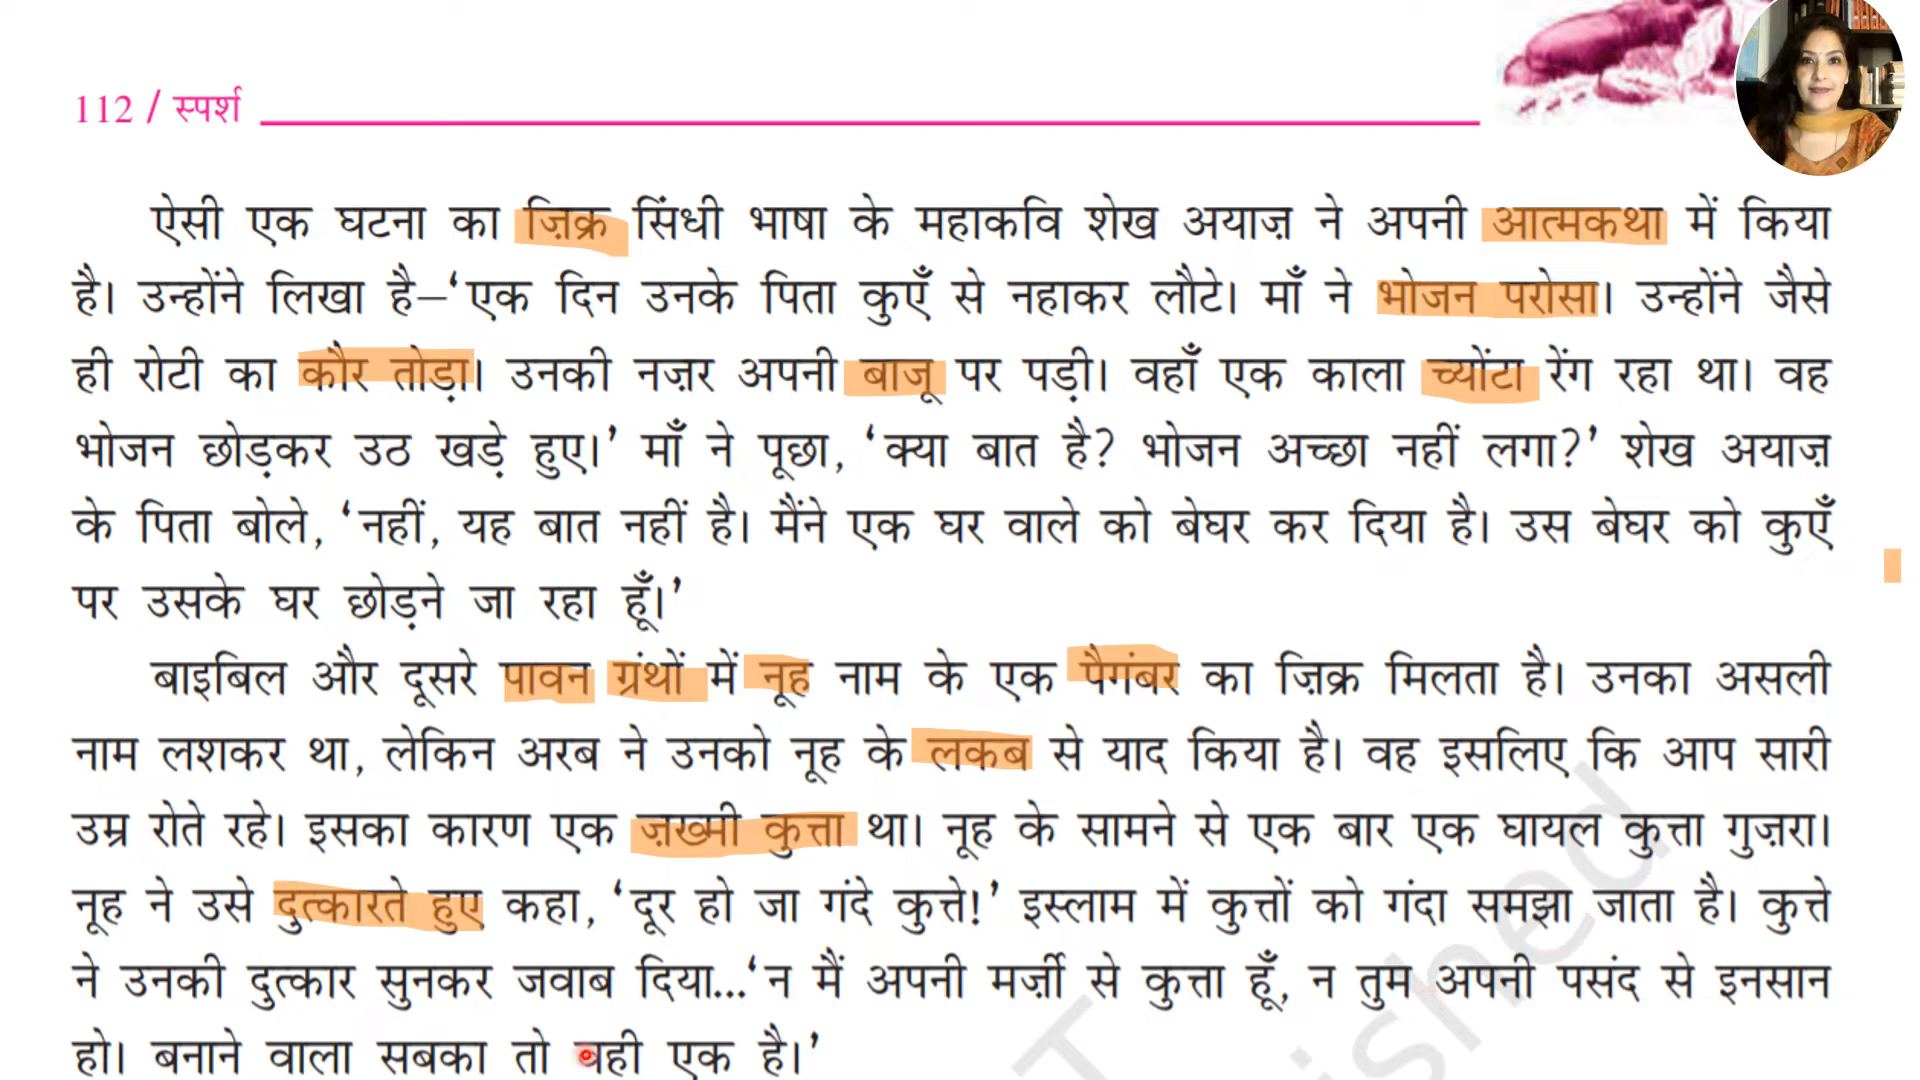 112 / स्पर्श
ऐसी एक घटना का ज़िक्र सिंधी भाषा के महाकवि शेख अयाज़ ने अपनी आत्मकथा में किया
है। उन्होंने लिखा है–‘एक दिन उनके पिता कुएँ से नहाकर लौटे। माँ ने भोजन परोसा। उन्होंने जैसे
ही रोटी का कौर तोड़ा। उनकी नज़र अपनी बाजू पर पड़ी। वहाँ एक काला च्योंटा रेंग रहा था। वह
भोजन छोड़कर उठ खड़े हुए।’ माँ ने पूछा, ‘क्या बात है? भोजन अच्छा नहीं लगा?’ शेख अयाज़
के पिता बोले, ‘नहीं, यह बात नहीं है। मैंने एक घर वाले को बेघर कर दिया है। उस बेघर को कुएँ
पर उसके घर छोड़ने जा रहा हूँ।’
बाइबिल और दूसरे पावन ग्रंथों में नूह नाम के एक पैगंबर का ज़िक्र मिलता है। उनका असली
नाम लशकर था, लेकिन अरब ने उनको नूह के लकब से याद किया है। वह इसलिए कि आप सारी
उम्र रोते रहे। इसका कारण एक ज़ख्मी कुत्ता था। नूह के सामने से एक बार एक घायल कुत्ता गुज़रा।
नूह ने उसे दुत्कारते हुए कहा, ‘दूर हो जा गंदे कुत्ते!’ इस्लाम में कुत्तों को गंदा समझा जाता है। कुत्ते
ने उनकी दुत्कार सुनकर जवाब दिया...‘न मैं अपनी मर्ज़ी से कुत्ता हूँ, न तुम अपनी पसंद से इनसान
हो। बनाने वाला सबका तो वही एक है।’